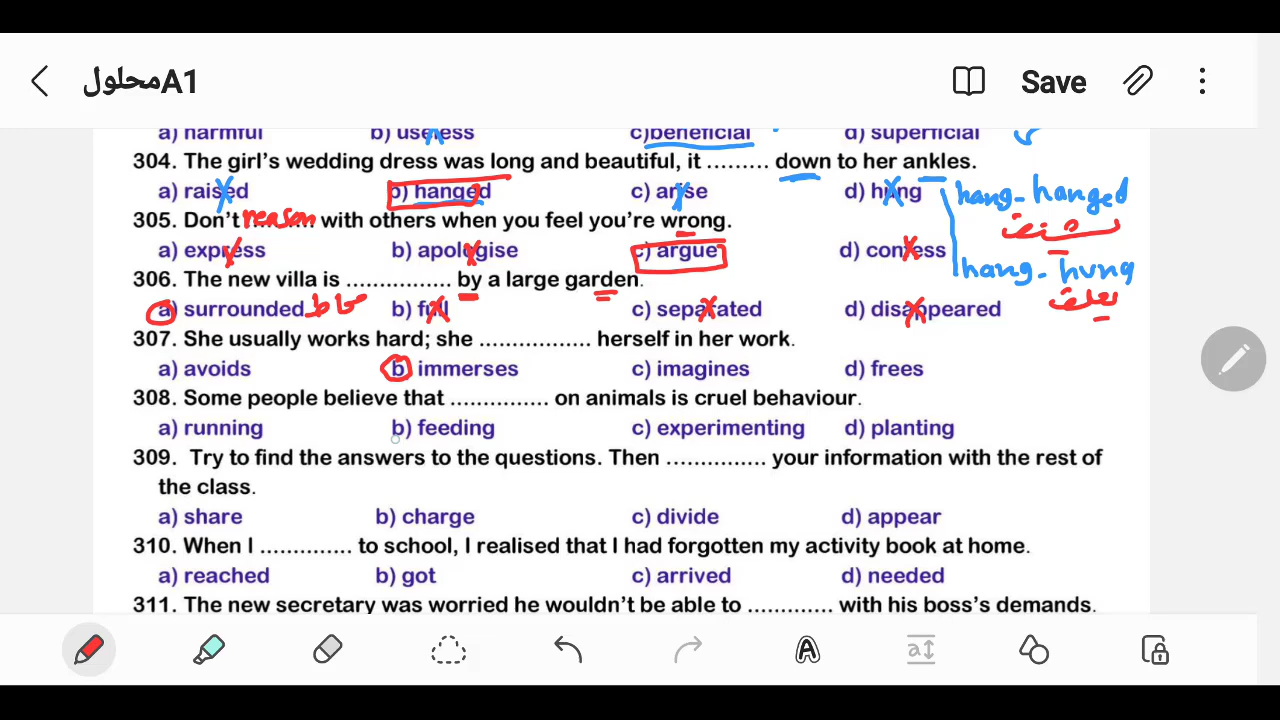 محلول A1
Save
a) harmful b) useless c) beneficial d) superficial
304. The girl's wedding dress was long and beautiful, it ......... down to her ankles.
a) raised b) hanged c) arise d) hung
hang - hanged
305. Don't ......... with others when you feel you're wrong.
reason
a) express b) apologise c) argue d) confess
hang - hung
306. The new villa is ................ by a large garden.
a) surrounded b) full c) separated d) disappeared
307. She usually works hard; she ................. herself in her work.
a) avoids b) immerses c) imagines d) frees
308. Some people believe that ............... on animals is cruel behaviour.
a) running b) feeding c) experimenting d) planting
309. Try to find the answers to the questions. Then ............... your information with the rest of
the class.
a) share b) charge c) divide d) appear
310. When I .............. to school, I realised that I had forgotten my activity book at home.
a) reached b) got c) arrived d) needed
311. The new secretary was worried he wouldn't be able to ............. with his boss's demands.